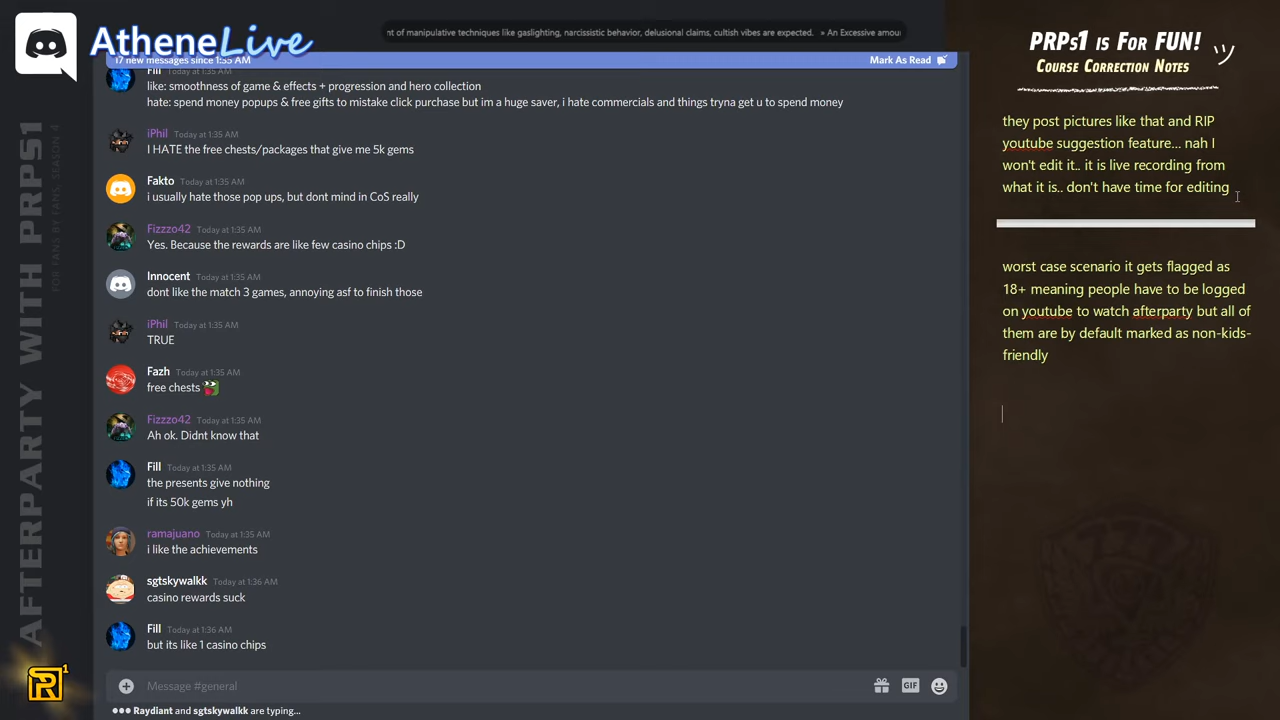 AtheneLive
nt of manipulative techniques like gaslighting, narcissistic behavior, delusional claims, cultish vibes are expected. » An Excessive amou
17 new messages since 1:35 AM
Mark As Read
Fill Today at 1:35 AM
like: smoothness of game & effects + progression and hero collection
hate: spend money popups & free gifts to mistake click purchase but im a huge saver, i hate commercials and things tryna get u to spend money
iPhil Today at 1:35 AM
I HATE the free chests/packages that give me 5k gems
Fakto Today at 1:35 AM
i usually hate those pop ups, but dont mind in CoS really
Fizzzo42 Today at 1:35 AM
Yes. Because the rewards are like few casino chips :D
Innocent Today at 1:35 AM
dont like the match 3 games, annoying asf to finish those
iPhil Today at 1:35 AM
TRUE
Fazh Today at 1:35 AM
free chests
Fizzzo42 Today at 1:35 AM
Ah ok. Didnt know that
Fill Today at 1:35 AM
the presents give nothing
if its 50k gems yh
ramajuano Today at 1:35 AM
i like the achievements
sgtskywalkk Today at 1:36 AM
casino rewards suck
Fill Today at 1:36 AM
but its like 1 casino chips
Message #general
GIF
Raydiant and sgtskywalkk are typing...
AFTERPARTY WITH PRPS1
FOR FANS BY FANS, SEASON 4
R1
PRPs1 is For FUN!
Course Correction Notes
ツ
they post pictures like that and RIP
youtube suggestion feature... nah I
won't edit it.. it is live recording from
what it is.. don't have time for editing
worst case scenario it gets flagged as
18+ meaning people have to be logged
on youtube to watch afterparty but all of
them are by default marked as non-kids-
friendly